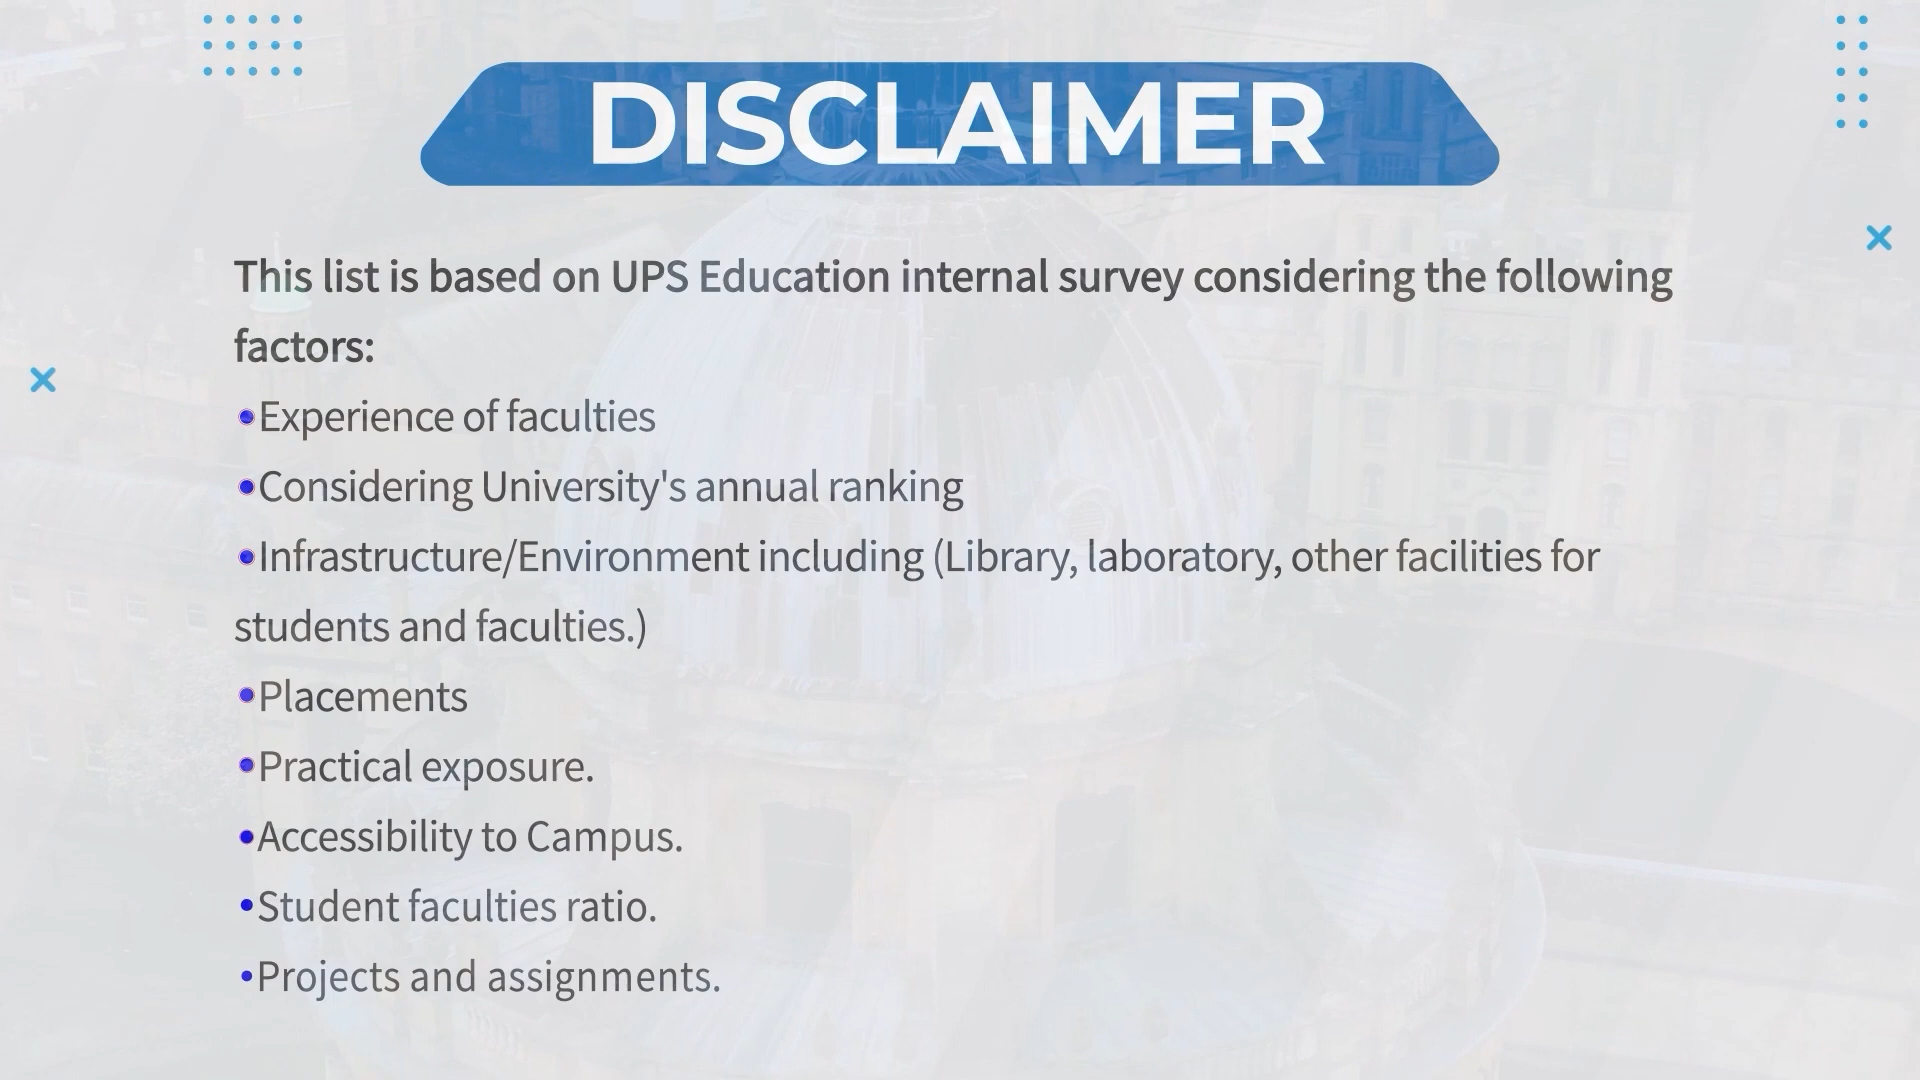 DISCLAIMER
This list is based on UPS Education internal survey considering the following
factors:
•Experience of faculties
•Considering University's annual ranking
•Infrastructure/Environment including (Library, laboratory, other facilities for
students and faculties.)
•Placements
•Practical exposure.
•Accessibility to Campus.
•Student faculties ratio.
•Projects and assignments.